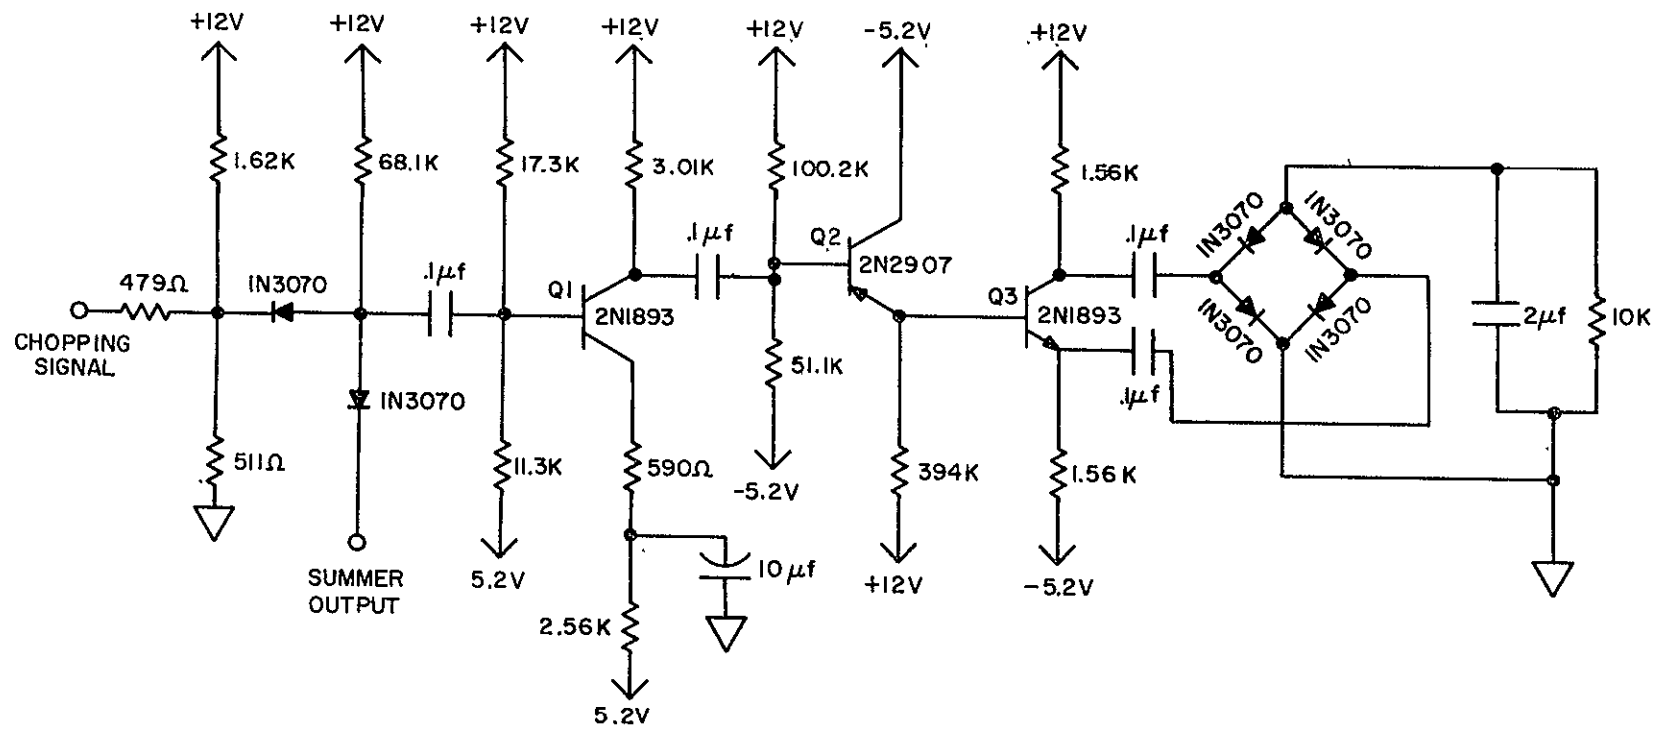 +12V +12V +12V +12V +12V -5.2V +12V
1.62K 68.1K 17.3K 3.01K 100.2K 1.56K
IN3070 IN3070
.1µf Q2 .1µf
2N2907
479Ω IN3070 .1µf Q1 Q3
2N1893 2N1893 IN3070 IN3070 2µf 10K
CHOPPING
SIGNAL
IN3070 51.1K .1µf
511Ω 11.3K 590Ω 394K 1.56K
-5.2V
SUMMER
OUTPUT
5.2V 10µf +12V -5.2V
2.56K
5.2V